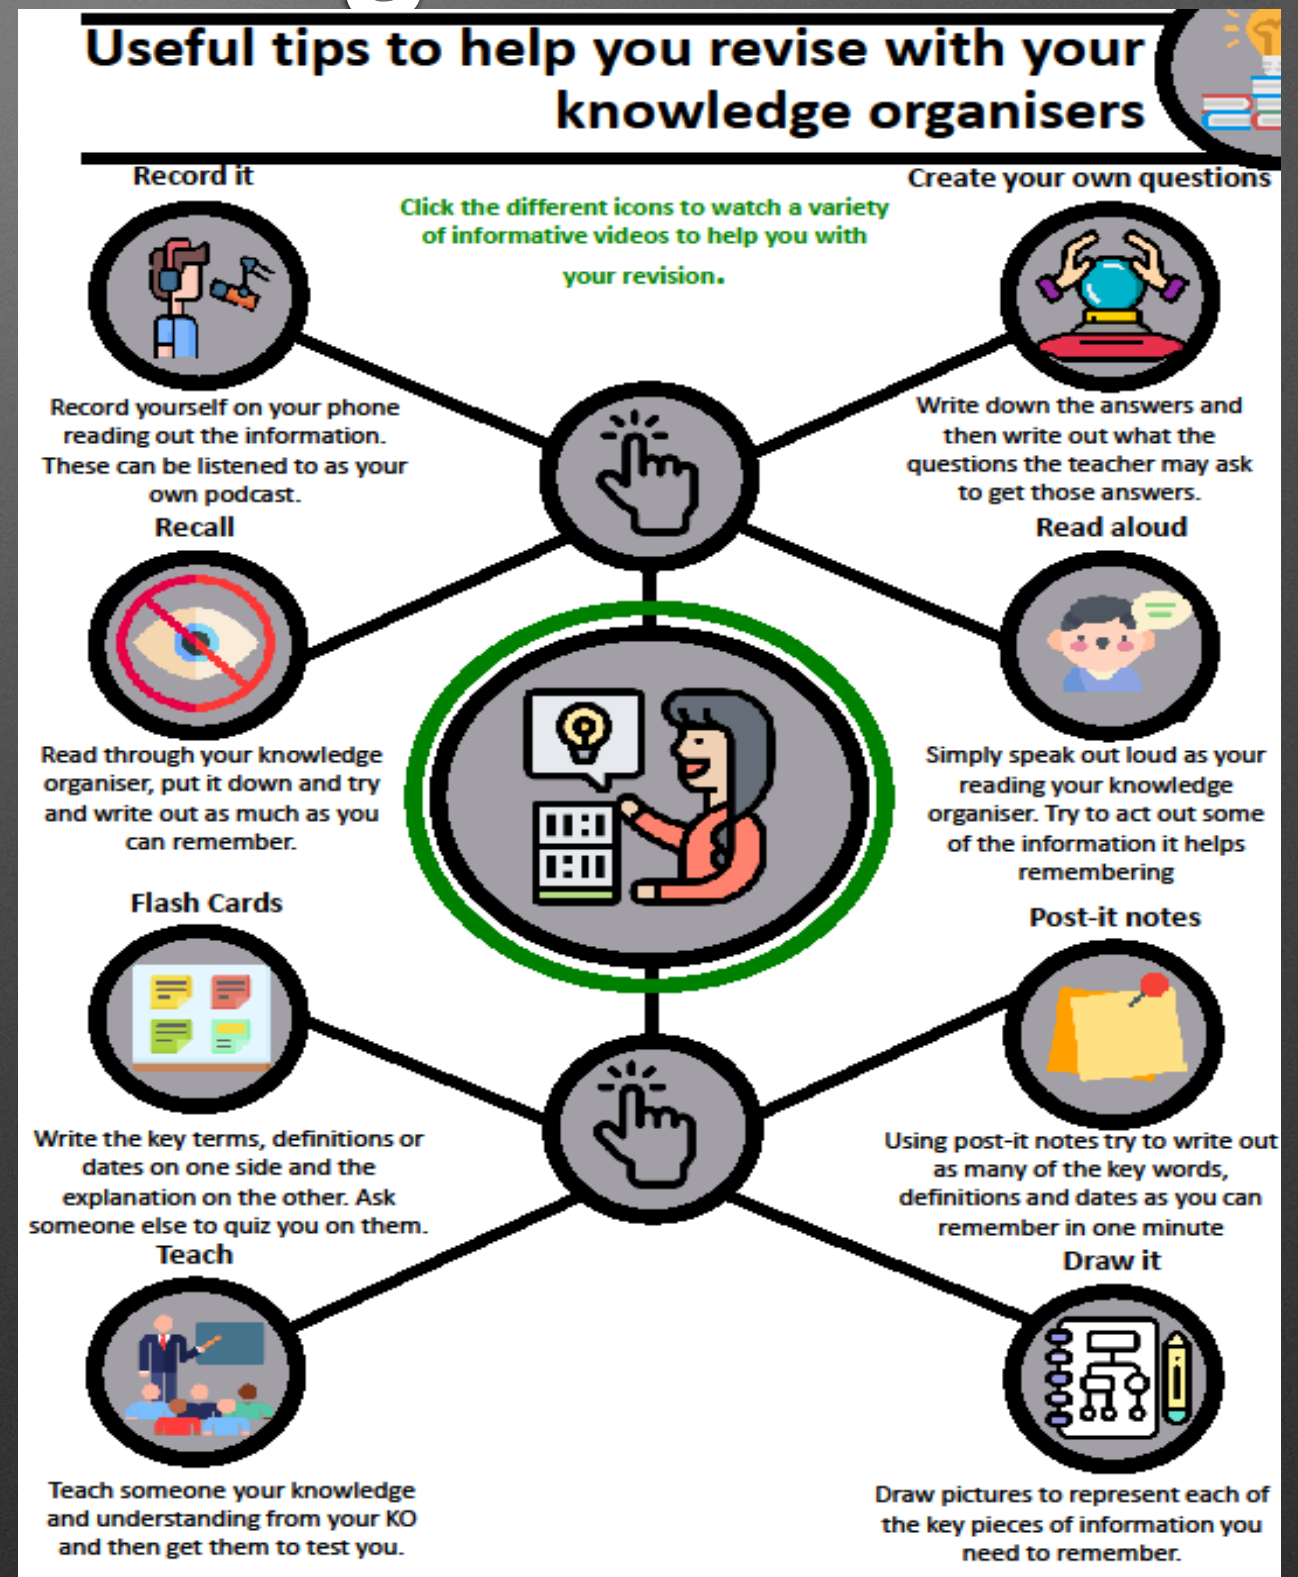 Useful tips to help you revise with your
knowledge organisers
Record it
Record yourself on your phone
reading out the information.
These can be listened to as your
own podcast.
Click the different icons to watch a variety
of informative videos to help you with
your revision.
Create your own questions
Write down the answers and
then write out what the
questions the teacher may ask
to get those answers.
Recall
Read through your knowledge
organiser, put it down and try
and write out as much as you
can remember.
Read aloud
Simply speak out loud as your
reading your knowledge
organiser. Try to act out some
of the information it helps
remembering
Flash Cards
Write the key terms, definitions or
dates on one side and the
explanation on the other. Ask
someone else to quiz you on them.
Post-it notes
Using post-it notes try to write out
as many of the key words,
definitions and dates as you can
remember in one minute
Teach
Teach someone your knowledge
and understanding from your KO
and then get them to test you.
Draw it
Draw pictures to represent each of
the key pieces of information you
need to remember.